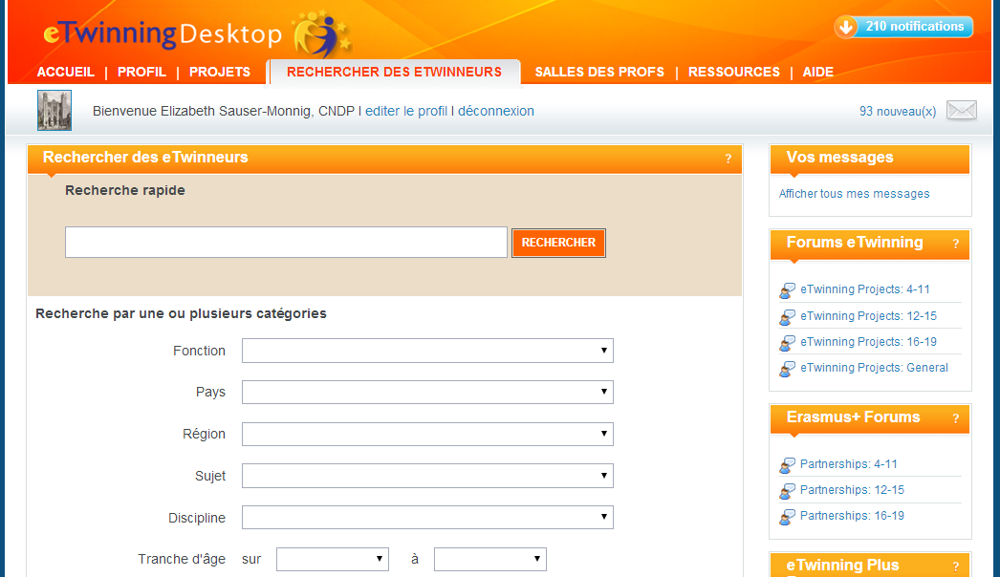 eTwinning Desktop
210 notifications
ACCUEIL | PROFIL | PROJETS RECHERCHER DES ETWINNEURS SALLES DES PROFS | RESSOURCES | AIDE
Bienvenue Elizabeth Sauser-Monnig, CNDP I editer le profil I déconnexion
93 nouveau(x)
Rechercher des eTwinneurs ?
Recherche rapide
RECHERCHER
Recherche par une ou plusieurs catégories
Fonction
Pays
Région
Sujet
Discipline
Tranche d'âge sur à
Vos messages
Afficher tous mes messages
Forums eTwinning ?
eTwinning Projects: 4-11
eTwinning Projects: 12-15
eTwinning Projects: 16-19
eTwinning Projects: General
Erasmus+ Forums ?
Partnerships: 4-11
Partnerships: 12-15
Partnerships: 16-19
eTwinning Plus ?